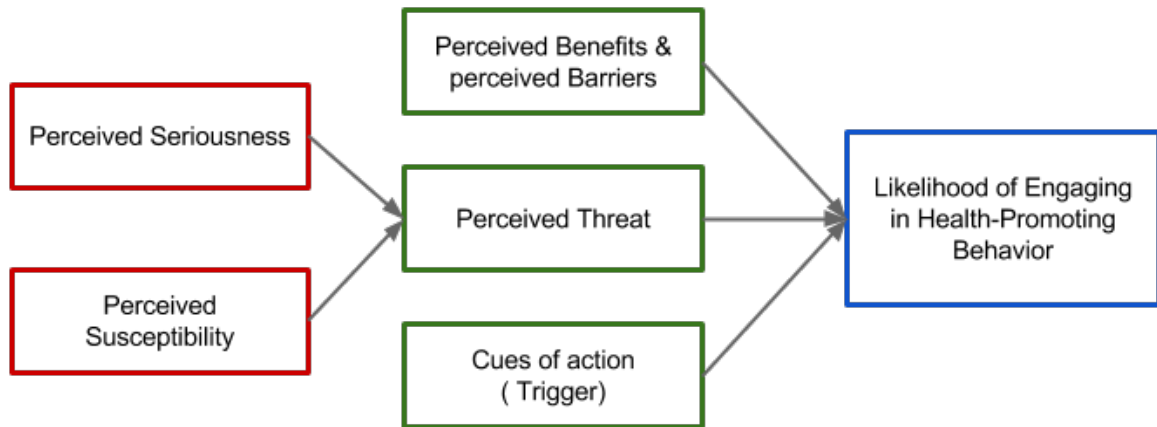 Perceived Benefits &
perceived Barriers
Perceived Seriousness
Perceived Threat
Likelihood of Engaging
in Health-Promoting
Behavior
Perceived
Susceptibility
Cues of action
( Trigger)